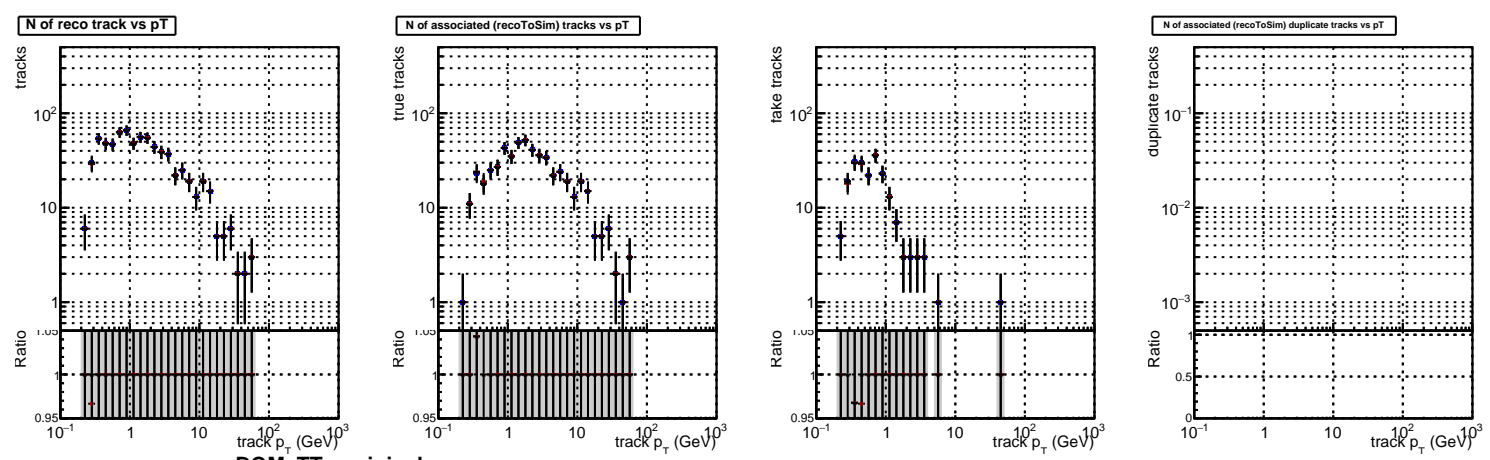 N of reco track vs pT
tracks
10²
10
1
Ratio
1.05
1
0.95
10⁻¹ 1 10 10² 10³
track p_T (GeV)
N of associated (recoToSim) tracks vs pT
true tracks
10²
10
1
Ratio
1.05
1
0.95
10⁻¹ 1 10 10² 10³
track p_T (GeV)
fake tracks
10²
10
1
Ratio
1
0.95
10⁻¹ 1 10 10² 10³
track p_T (GeV)
N of associated (recoToSim) duplicate tracks vs pT
duplicate tracks
10⁻¹
10⁻²
10⁻³
Ratio
1
0.5
0
10⁻¹ 1 10 10² 10³
track p_T (GeV)